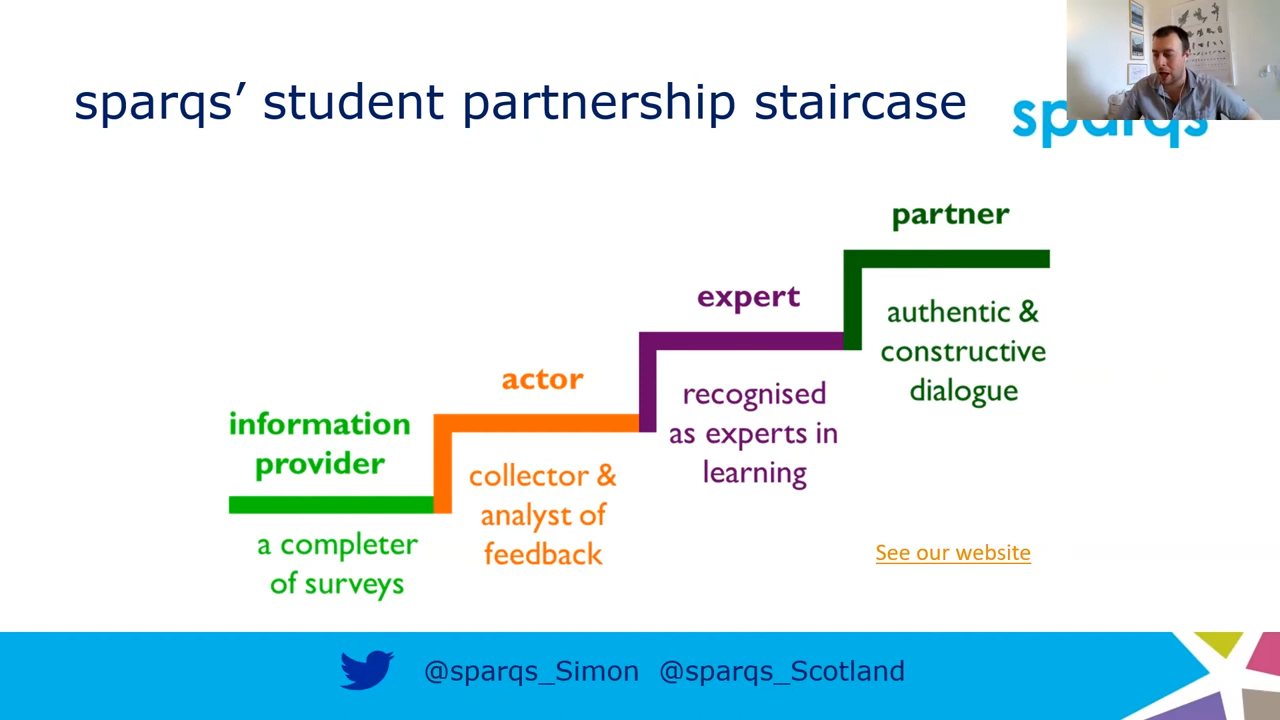 sparqs’ student partnership staircase
sparqs
partner
authentic &
constructive
dialogue
expert
recognised
as experts in
learning
actor
collector &
analyst of
feedback
information
provider
a completer
of surveys
See our website
@sparqs_Simon @sparqs_Scotland